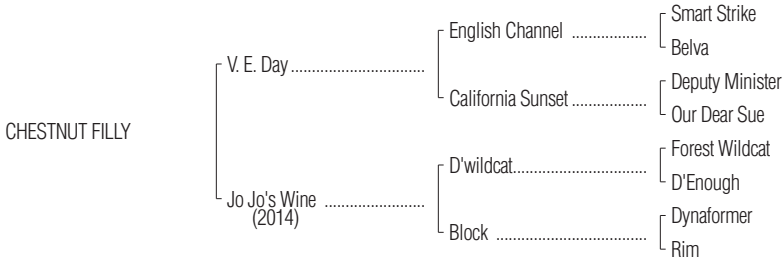 CHESTNUT FILLY
V. E. Day
Jo Jo's Wine
(2014)
English Channel
California Sunset
D'wildcat
Block
Smart Strike
Belva
Deputy Minister
Our Dear Sue
Forest Wildcat
D'Enough
Dynaformer
Rim